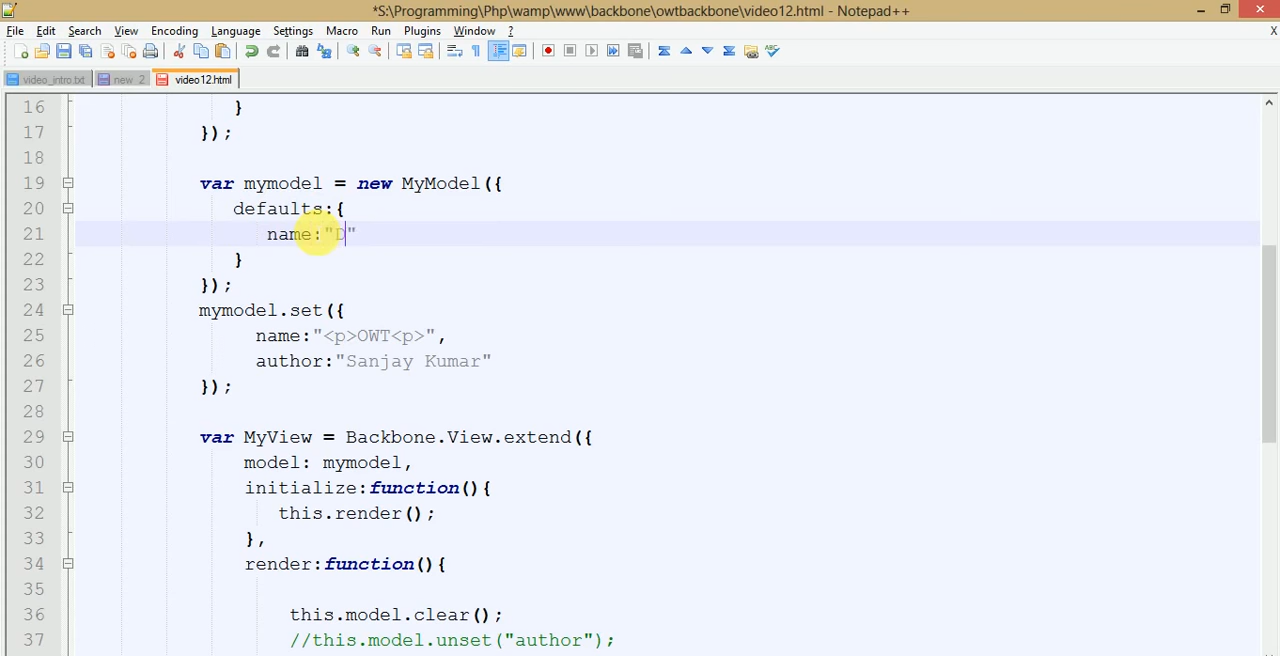 *S:\Programming\Php\wamp\www\backbone\owtbackbone\video12.html - Notepad++
File Edit Search View Encoding Language Settings Macro Run Plugins Window ? X
video_intro.txt new 2 video12.html
16 }
17 });
18
19 var mymodel = new MyModel({
20 defaults:{
21 name:"D"
22 }
23 });
24 mymodel.set({
25 name:"<p>OWT<p>",
26 author:"Sanjay Kumar"
27 });
28
29 var MyView = Backbone.View.extend({
30 model: mymodel,
31 initialize:function(){
32 this.render();
33 },
34 render:function(){
35
36 this.model.clear();
37 //this.model.unset("author");